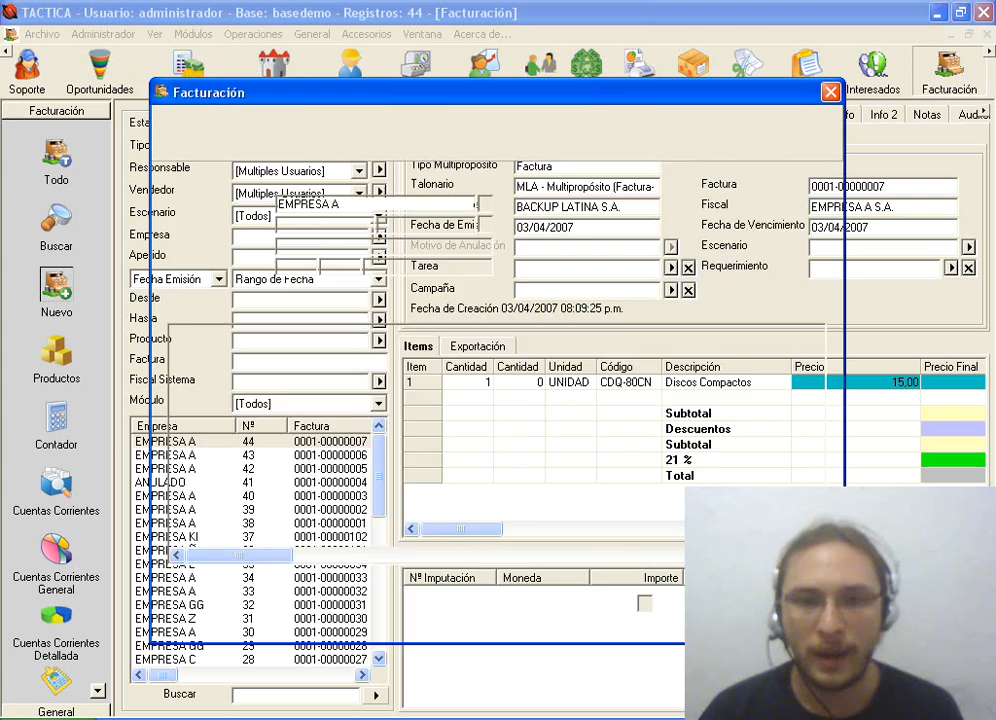 TACTICA - Usuario: administrador - Base: basedemo - Registros: 44 - [Facturación]
Archivo Administrador Ver Módulos Operaciones General Accesorios Ventana Acerca de...
Soporte Oportunidades Interesados Facturación
Facturación
Facturación
Info 2 Notas
Todo
Buscar
Nuevo
Productos
Contador
Cuentas Corrientes
Cuentas Corrientes
General
Cuentas Corrientes
Detallada
General
Responsable [Multiples Usuarios]
Vendedor [Multiples Usuarios]
Escenario [Todos]
EMPRESA A
Empresa
Apellido
Fecha Emisión Rango de Fecha
Desde
Hasta
Producto
Factura
Fiscal Sistema
Módulo [Todos]
Tipo Multipropósito Factura
Talonario MLA - Multipropósito (Factura- Factura 0001-00000007
BACKUP LATINA S.A. Fiscal EMPRESA A S.A.
Fecha de Emi 03/04/2007 Fecha de Vencimiento 03/04/2007
Motivo de Anulación Escenario
Tarea Requerimiento
Campaña
Fecha de Creación 03/04/2007 08:09:25 p.m.
Items Exportación
Item Cantidad Cantidad Unidad Código Descripción Precio Precio Final
1 1 0 UNIDAD CDQ-80CN Discos Compactos 15,00
Subtotal
Descuentos
Subtotal
21 %
Total
Empresa Nº Factura
EMPRESA A 44 0001-00000007
EMPRESA A 43 0001-00000006
EMPRESA A 42 0001-00000005
ANULADO 41 0001-00000004
EMPRESA A 40 0001-00000003
EMPRESA A 39 0001-00000002
EMPRESA A 38 0001-00000001
EMPRESA KI 37 0001-00000102
EMPRESA A 34 0001-00000033
EMPRESA A 33 0001-00000032
EMPRESA GG 32 0001-00000031
EMPRESA Z 31 0001-00000030
EMPRESA A 30 0001-00000029
EMPRESA GG 29 0001-00000028
EMPRESA C 28 0001-00000027
Nº Imputación Moneda Importe
Buscar